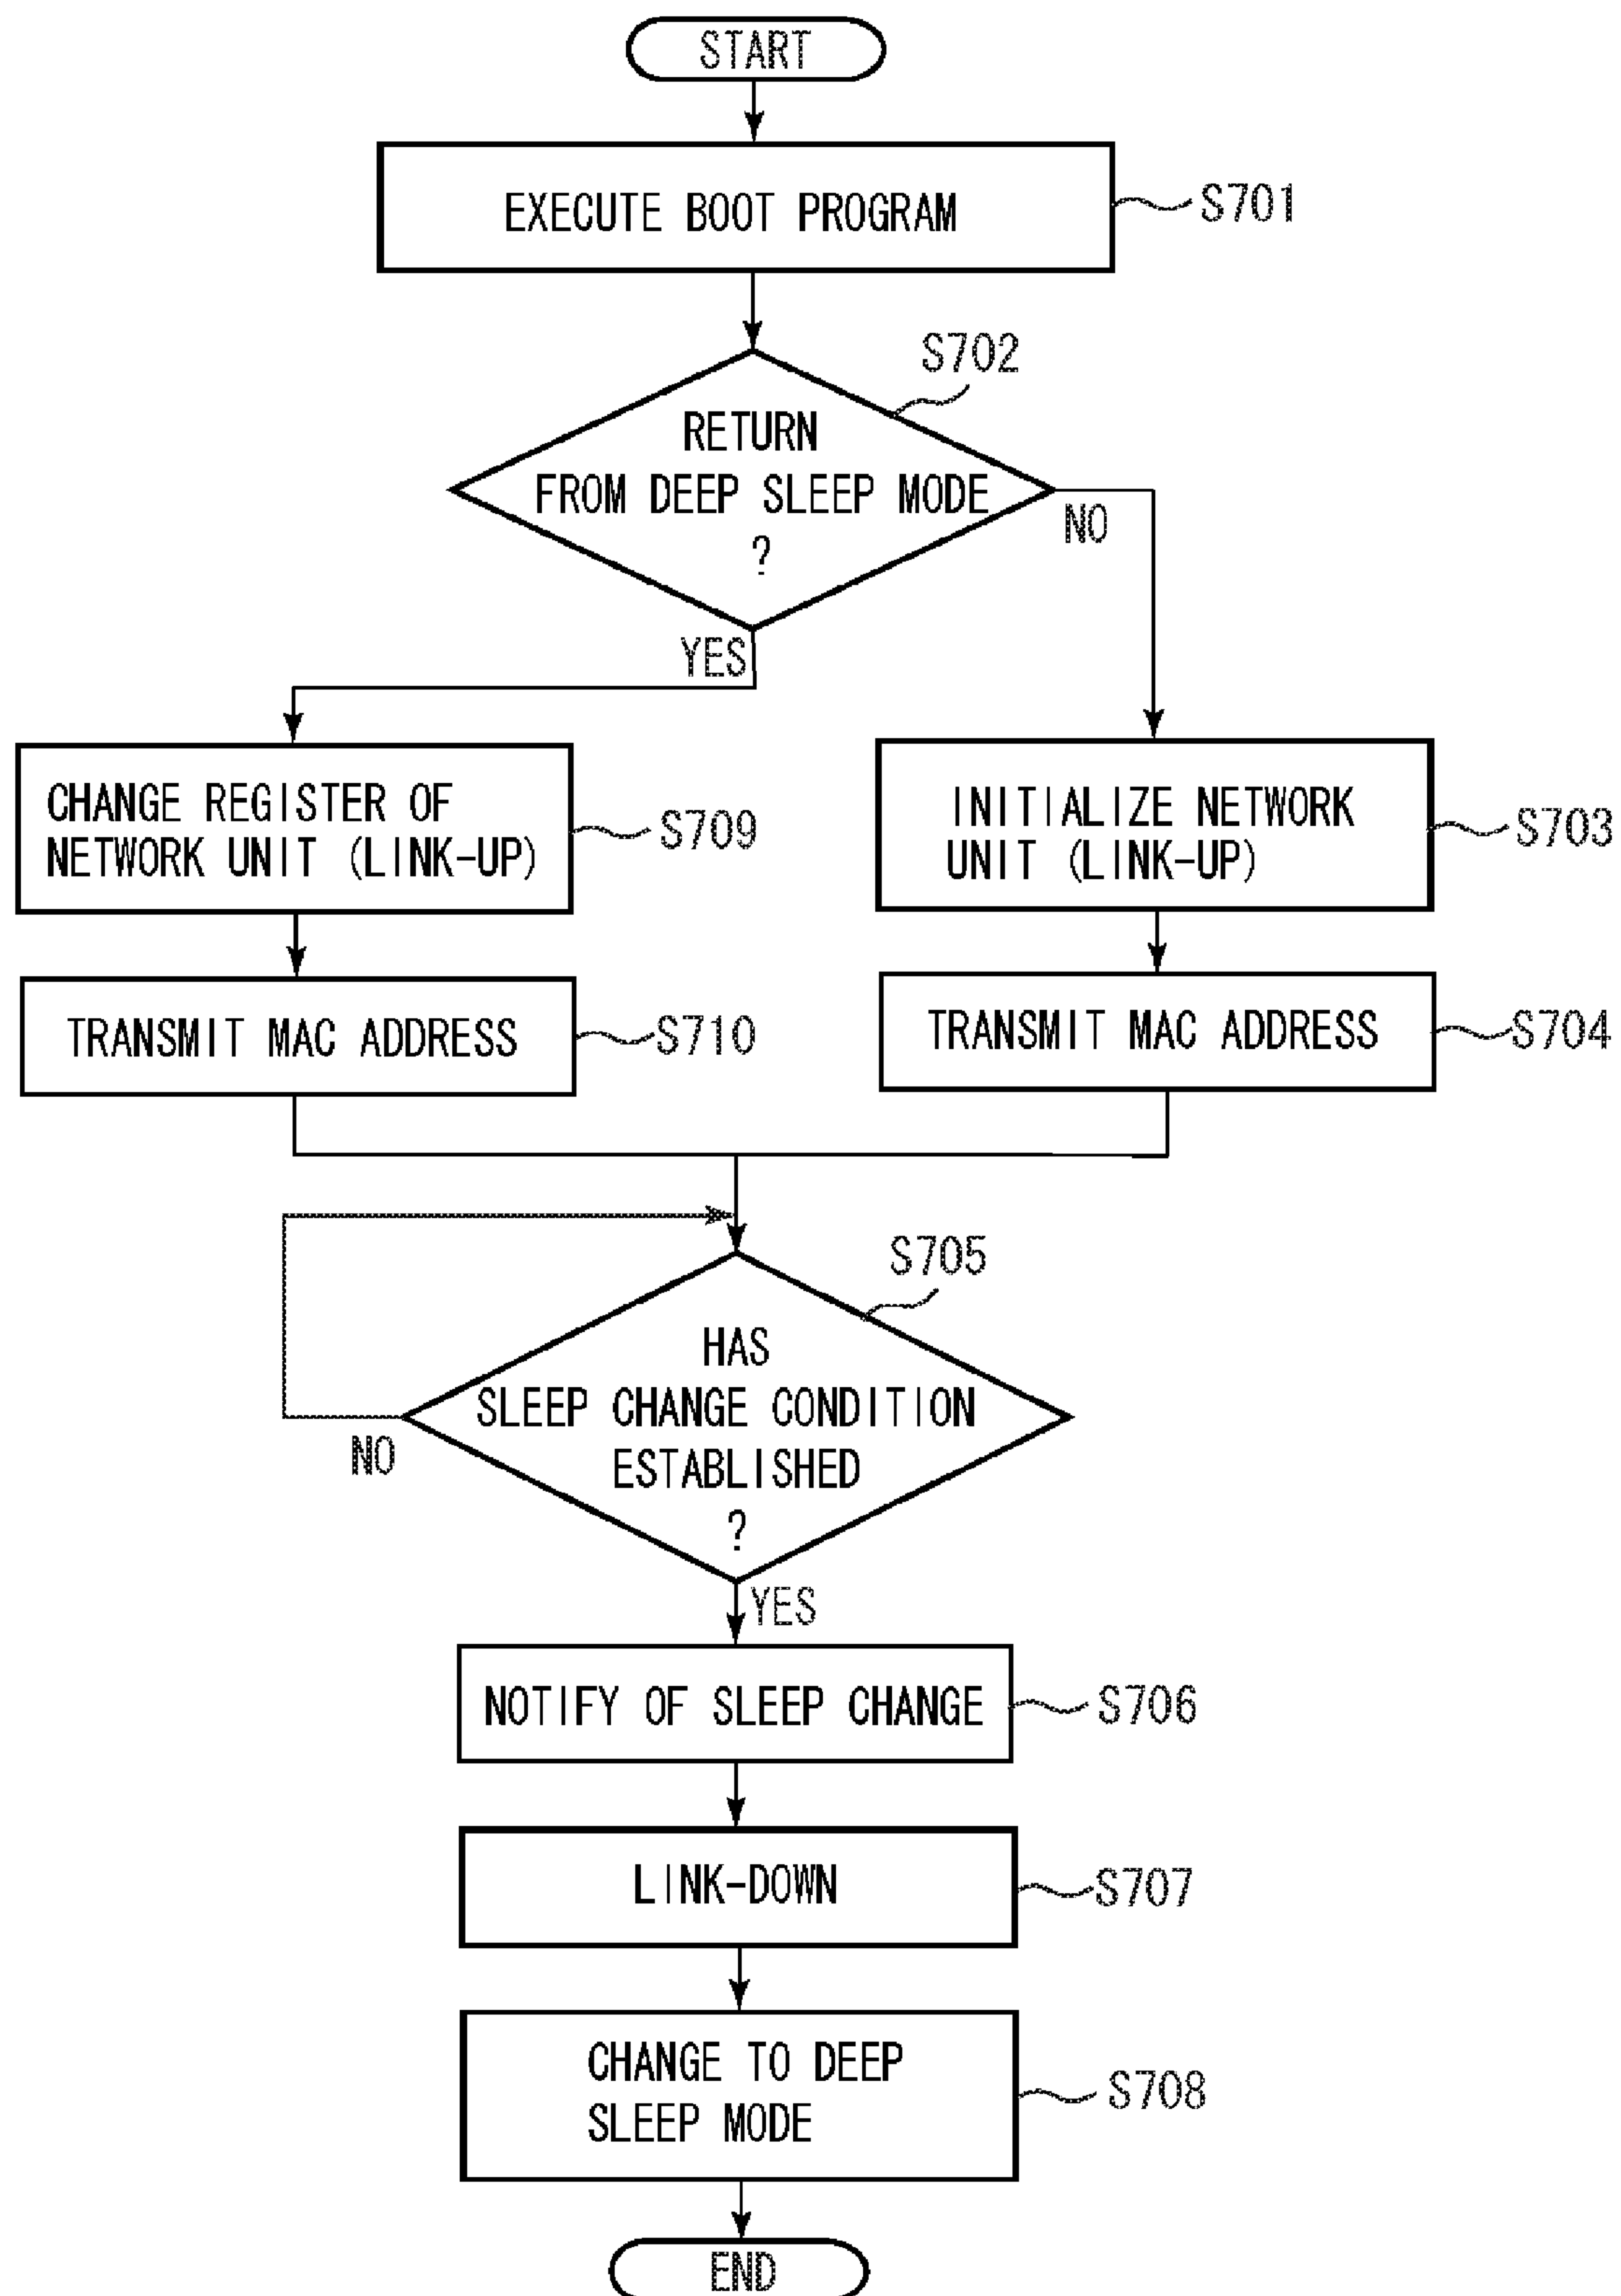 START
EXECUTE BOOT PROGRAM
S701
S702
RETURN
FROM DEEP SLEEP MODE
?
NO
YES
CHANGE REGISTER OF
NETWORK UNIT (LINK-UP)
S709
INITIALIZE NETWORK
UNIT (LINK-UP)
S703
TRANSMIT MAC ADDRESS
S710
TRANSMIT MAC ADDRESS
S704
S705
HAS
SLEEP CHANGE CONDITION
ESTABLISHED
?
NO
YES
NOTIFY OF SLEEP CHANGE
S706
LINK-DOWN
S707
CHANGE TO DEEP
SLEEP MODE
S708
END